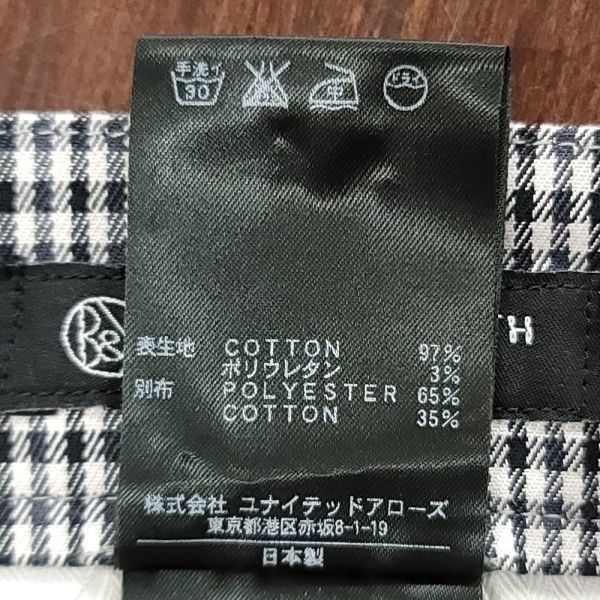 手洗イ 30 中 ドライ
表生地 COTTON 97%
ポリウレタン 3%
別布 POLYESTER 65%
COTTON 35%
TH
株式会社 ユナイテッドアローズ
東京都港区赤坂8-1-19
日本製